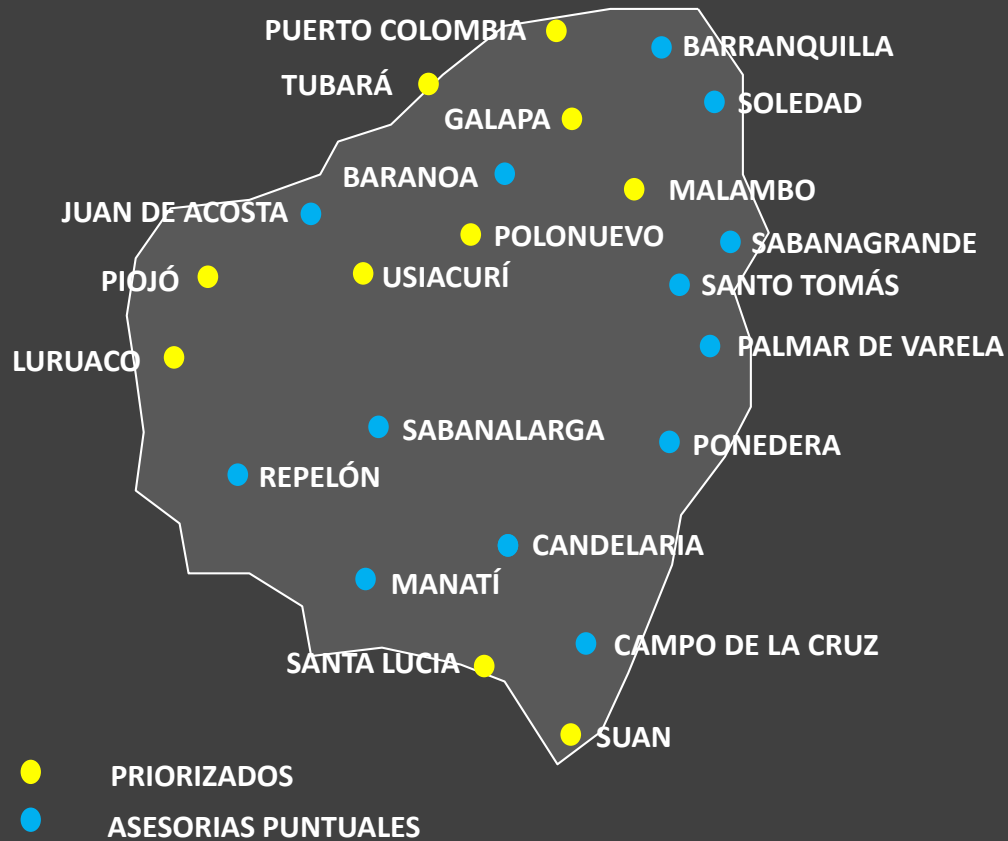 PUERTO COLOMBIA
BARRANQUILLA
TUBARÁ
SOLEDAD
GALAPA
BARANOA
MALAMBO
JUAN DE ACOSTA
POLONUEVO
SABANAGRANDE
PIOJÓ
USIACURÍ
SANTO TOMÁS
LURUACO
PALMAR DE VARELA
SABANALARGA
PONEDERA
REPELÓN
CANDELARIA
MANATÍ
CAMPO DE LA CRUZ
SANTA LUCIA
SUAN
PRIORIZADOS
ASESORIAS PUNTUALES